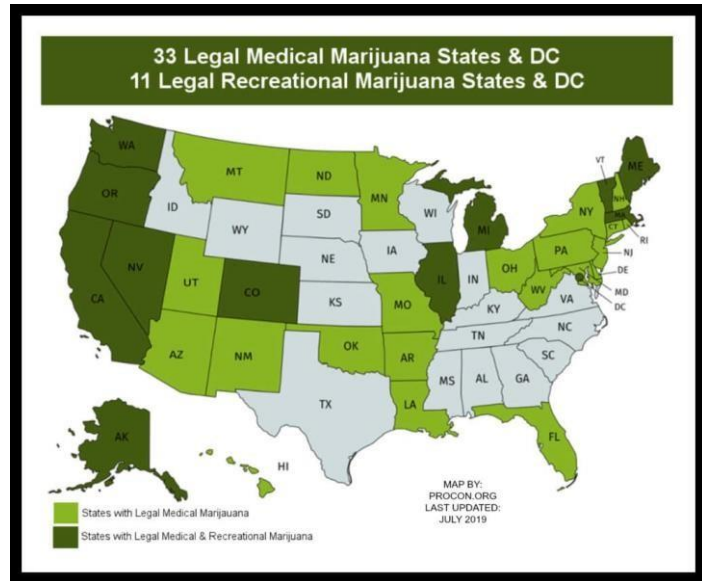 33 Legal Medical Marijuana States & DC
11 Legal Recreational Marijuana States & DC
WA
OR
CA
NV
ID
MT
WY
UT
CO
AZ
NM
ND
SD
NE
KS
OK
TX
MN
IA
MO
AR
LA
WI
IL
MI
IN
OH
KY
TN
MS
AL
GA
FL
SC
NC
VA
WV
PA
NY
VT
NH
ME
MA
CT
RI
NJ
DE
MD
DC
AK
HI
MAP BY:
PROCON.ORG
LAST UPDATED:
JULY 2019
States with Legal Medical Marijauana
States with Legal Medical & Recreational Marijuana